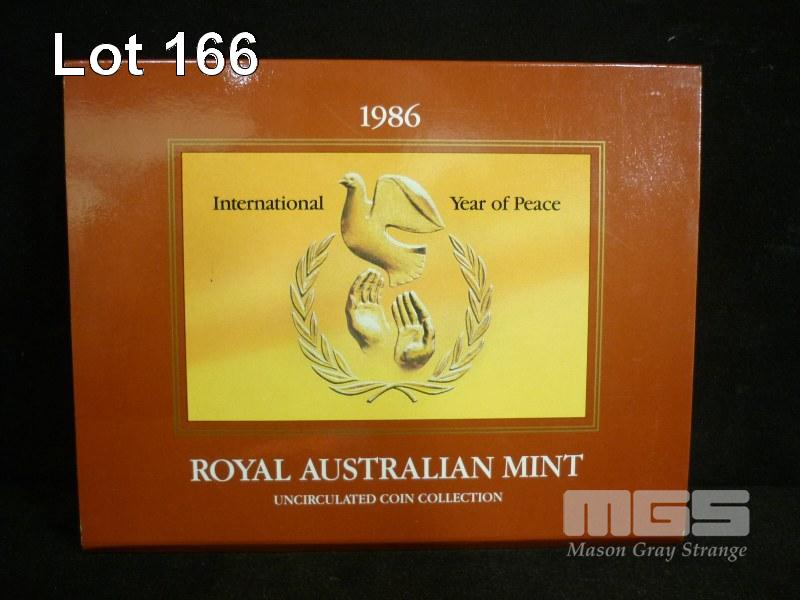 Lot 166
1986
International Year of Peace
ROYAL AUSTRALIAN MINT
UNCIRCULATED COIN COLLECTION
MGS
Mason Gray Strange